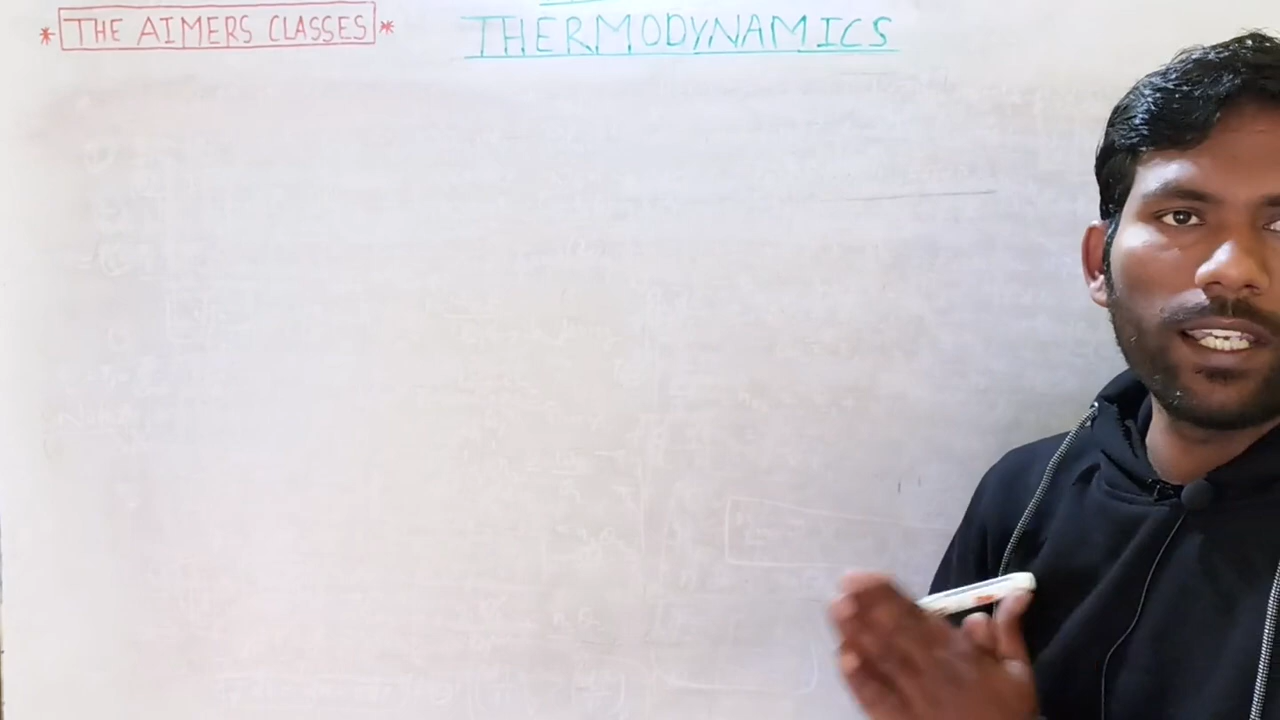 * THE AIMERS CLASSES *
THERMODYNAMICS